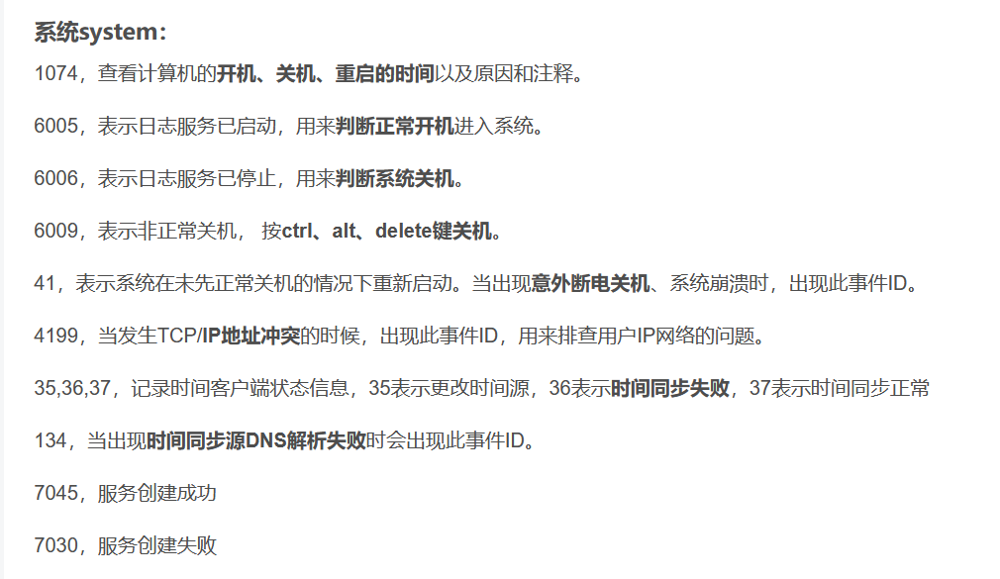 系统system：
1074，查看计算机的开机、关机、重启的时间以及原因和注释。
6005，表示日志服务已启动，用来判断正常开机进入系统。
6006，表示日志服务已停止，用来判断系统关机。
6009，表示非正常关机， 按ctrl、alt、delete键关机。
41，表示系统在未先正常关机的情况下重新启动。当出现意外断电关机、系统崩溃时，出现此事件ID。
4199，当发生TCP/IP地址冲突的时候，出现此事件ID，用来排查用户IP网络的问题。
35,36,37，记录时间客户端状态信息，35表示更改时间源，36表示时间同步失败，37表示时间同步正常
134，当出现时间同步源DNS解析失败时会出现此事件ID。
7045，服务创建成功
7030，服务创建失败